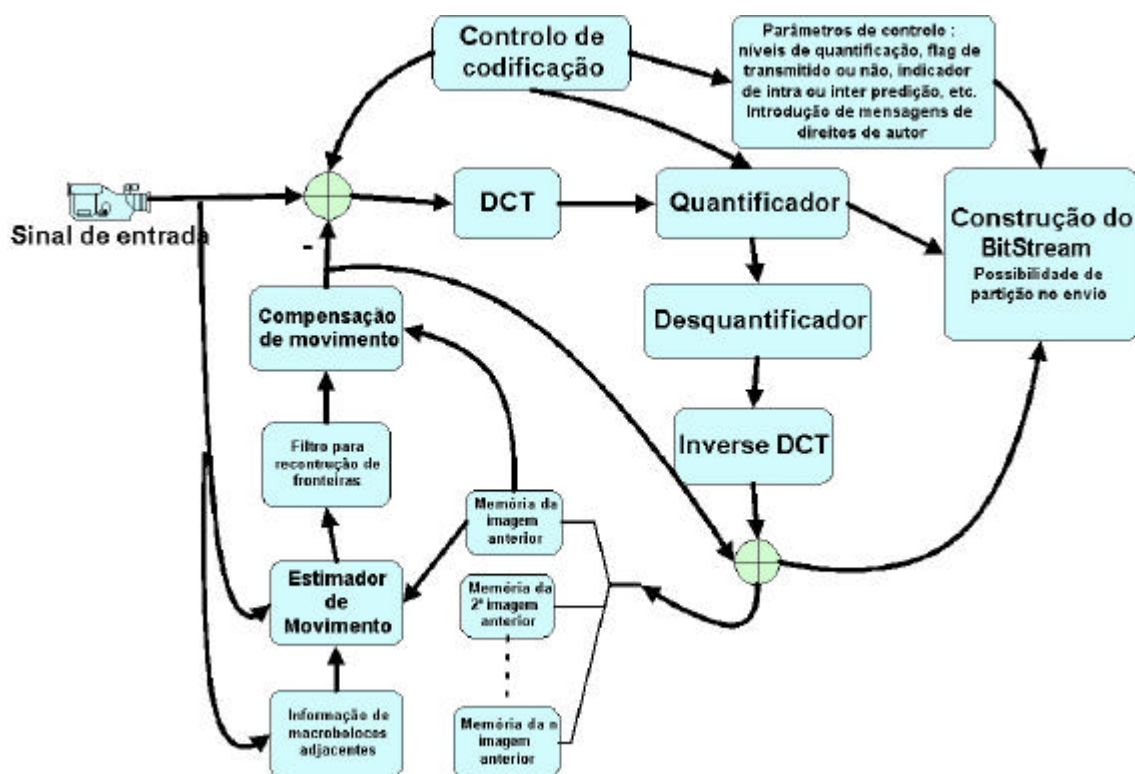 Controlo de
codificação
Parâmetros de controlo :
níveis de quantificação, flag de
transmitido ou não, indicador
de intra ou inter predição, etc.
Introdução de mensagens de
direitos de autor
Sinal de entrada
DCT
Quantificador
Construção do
BitStream
Possibilidade de
partição no envio
-
Compensação
de movimento
Desquantificador
Filtro para
recontrução de
fronteiras
Inverse DCT
Memória da
imagem
anterior
Estimador
de
Movimento
Memória da
2ª imagem
anterior
Informação de
macrobolocos
adjacentes
Memória da n
imagem
anterior